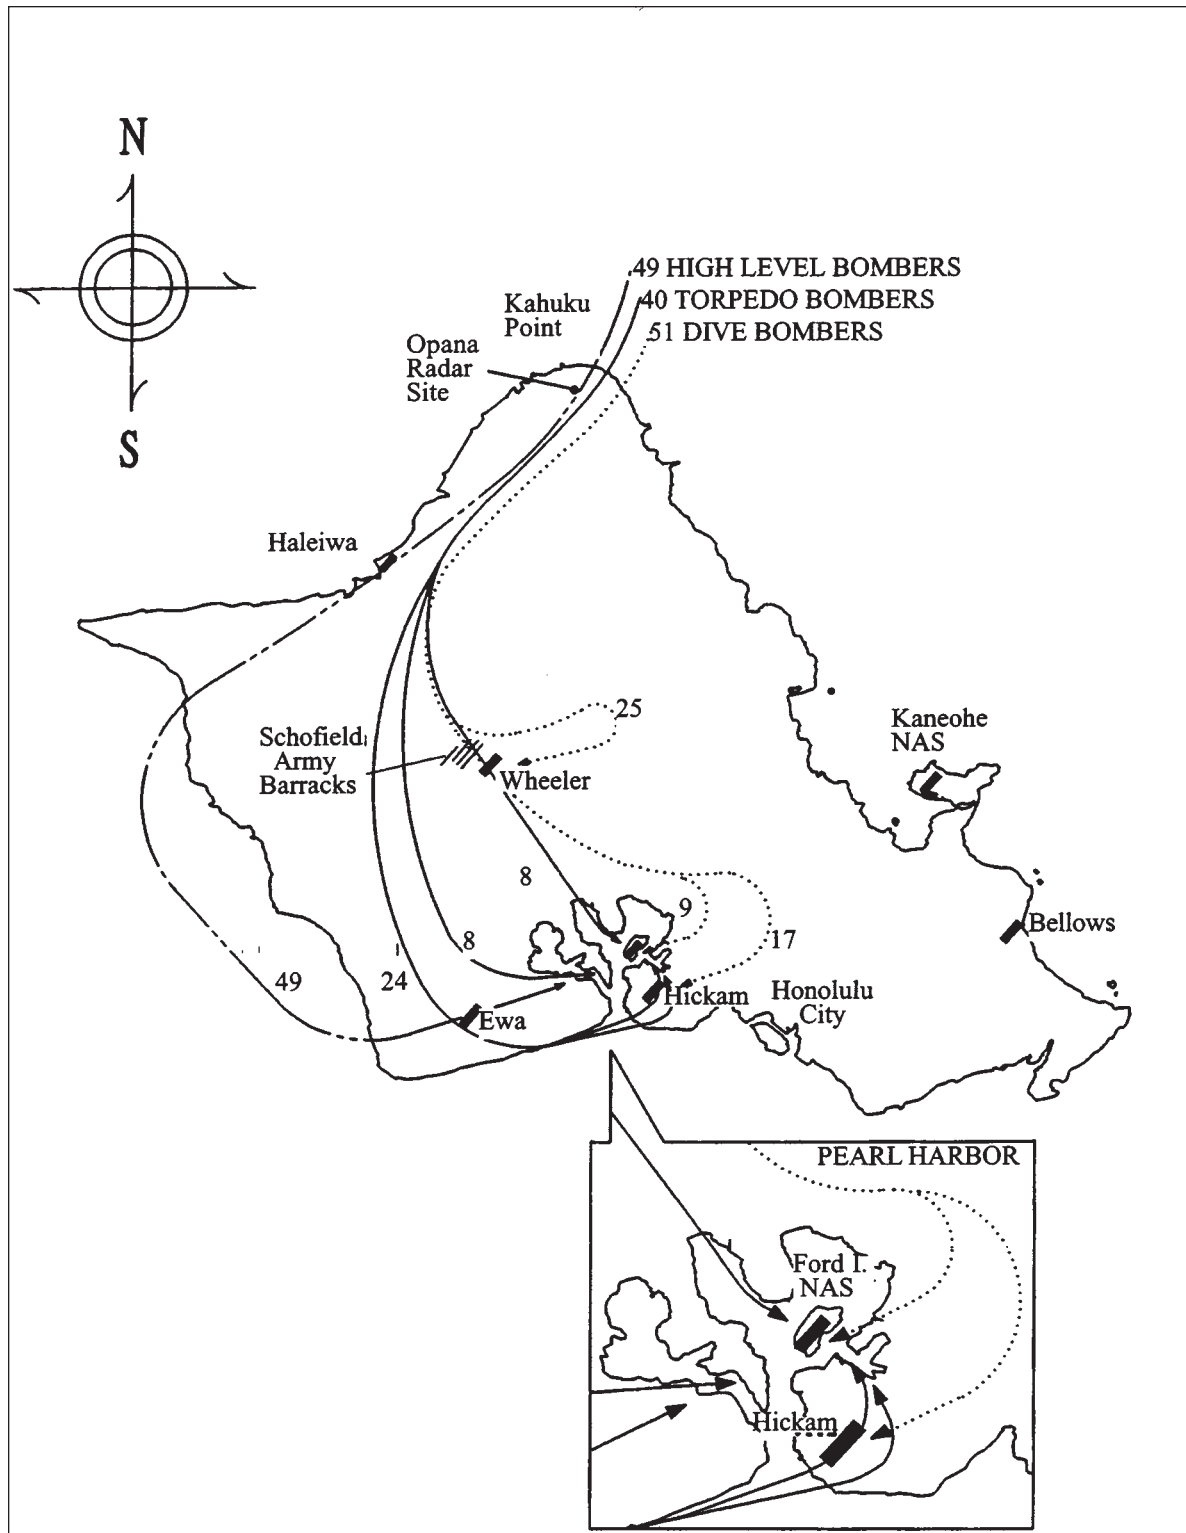 N
S
49 HIGH LEVEL BOMBERS
40 TORPEDO BOMBERS
51 DIVE BOMBERS
Kahuku
Point
Opana
Radar
Site
Haleiwa
25
Kaneohe
NAS
Schofield
Army
Barracks
Wheeler
8
9
Bellows
17
8
49
24
Hickam
Honolulu
City
Ewa
PEARL HARBOR
Ford I.
NAS
Hickam